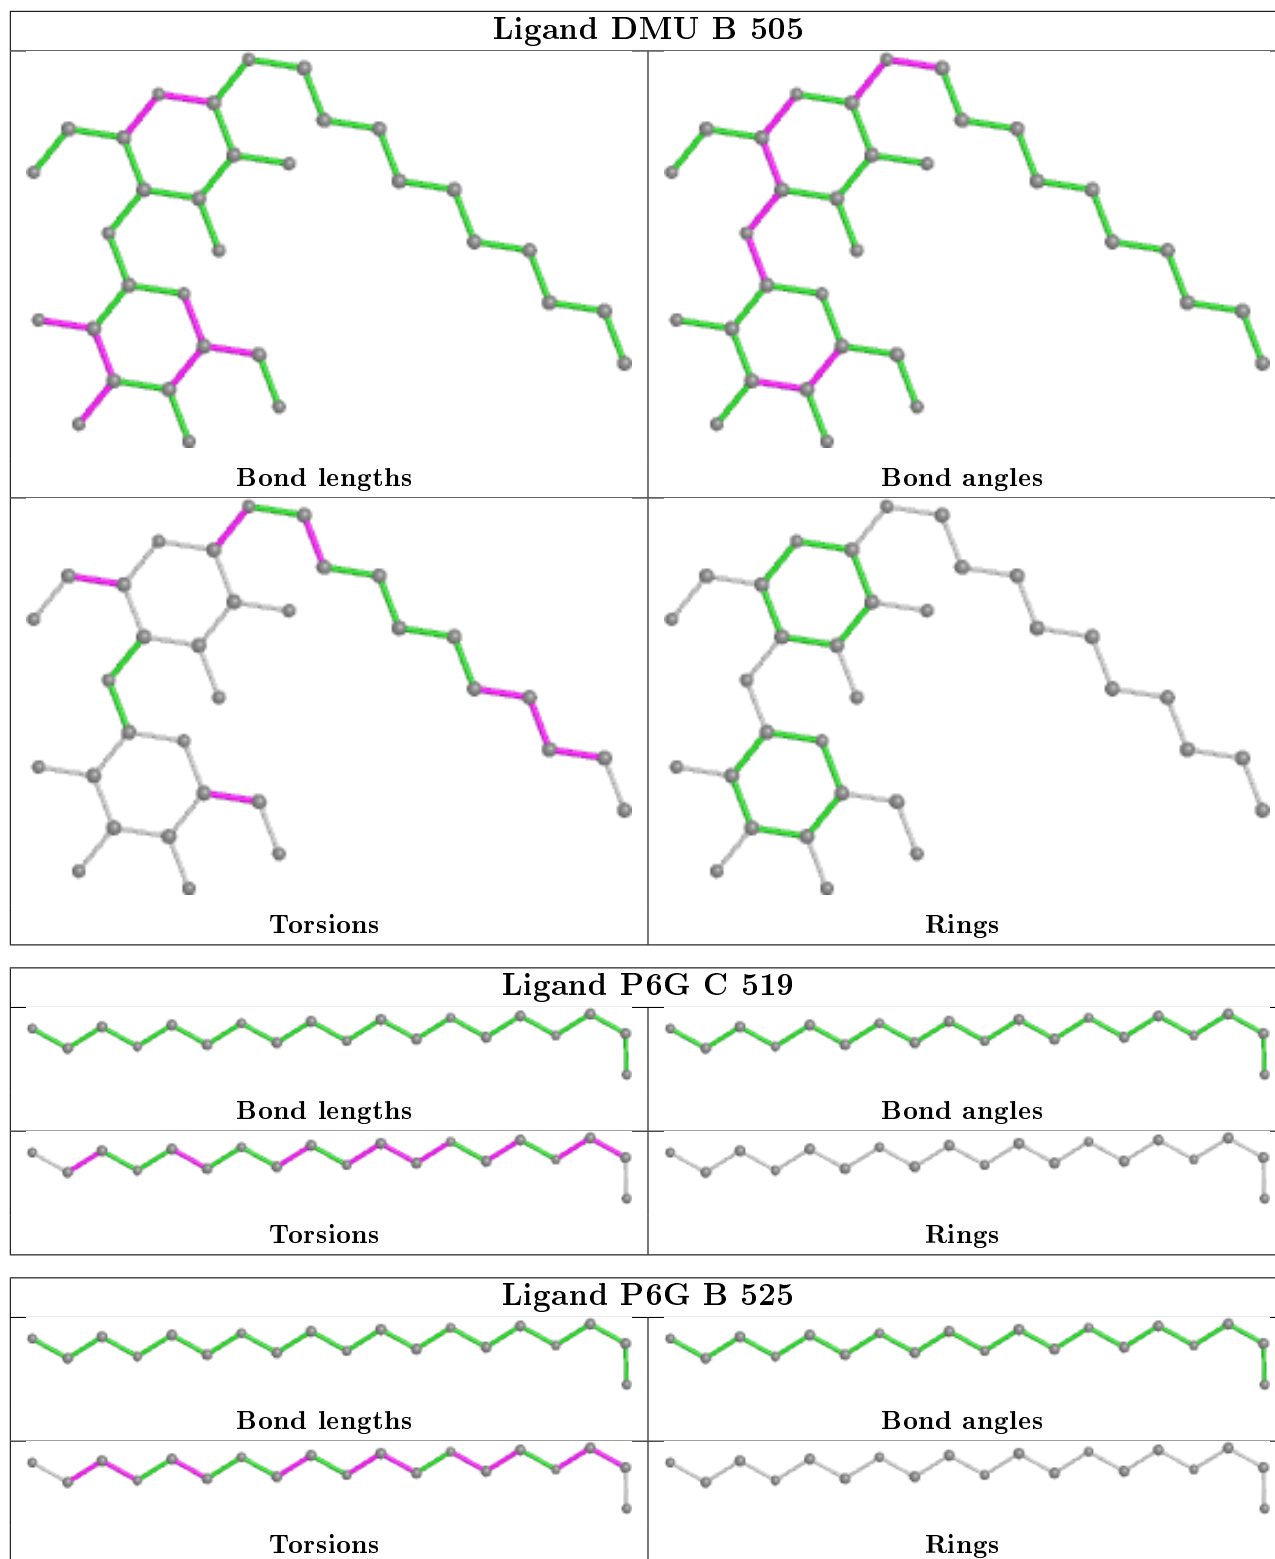 Ligand DMU B 505
Bond lengths
Bond angles
Torsions
Rings
Ligand P6G C 519
Bond lengths
Bond angles
Torsions
Rings
Ligand P6G B 525
Bond lengths
Bond angles
Torsions
Rings